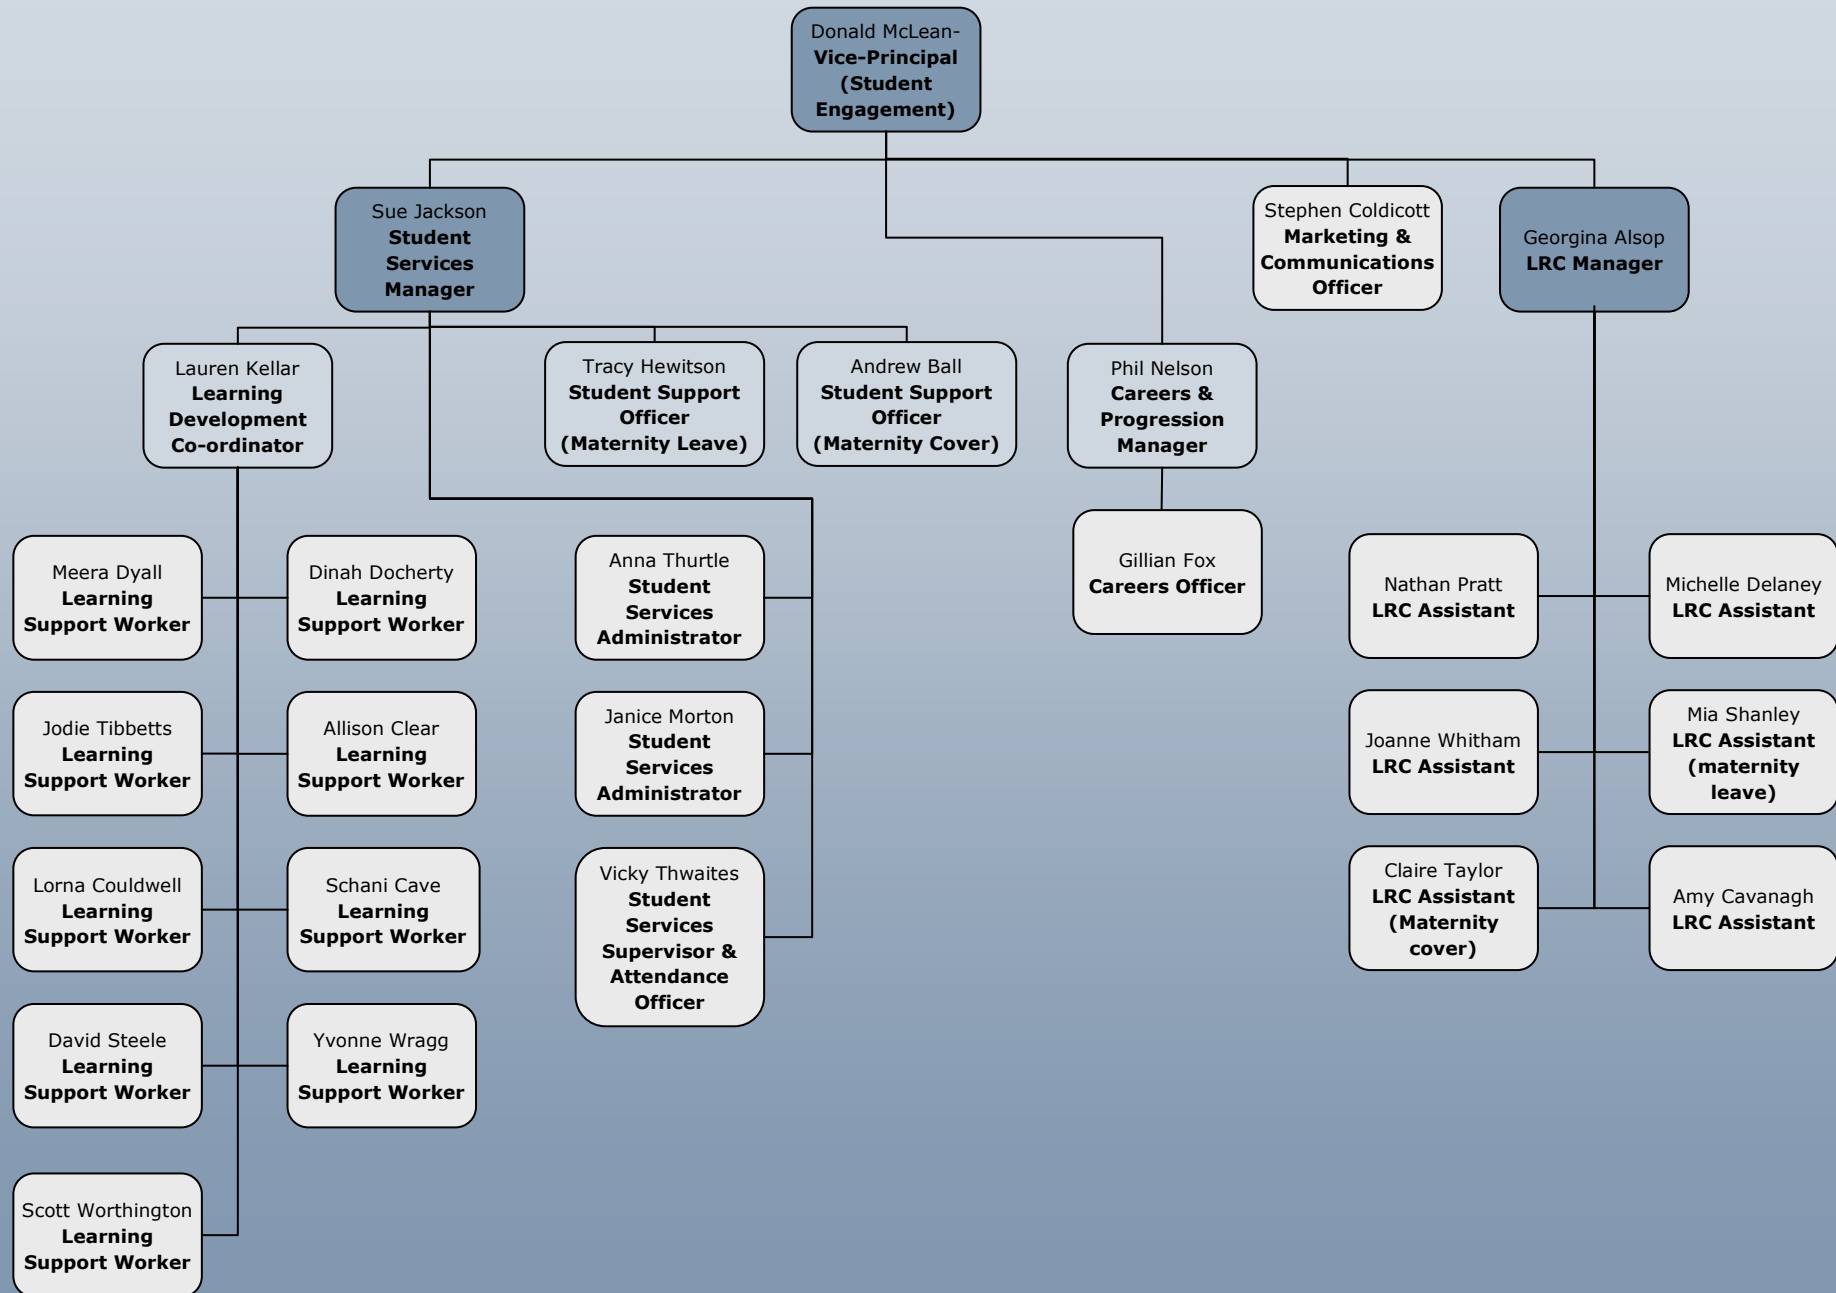 Donald McLean-
Vice-Principal
(Student
Engagement)
Sue Jackson
Student
Services
Manager
Stephen Coldicott
Marketing &
Communications
Officer
Georgina Alsop
LRC Manager
Lauren Kellar
Learning
Development
Co-ordinator
Tracy Hewitson
Student Support
Officer
(Maternity Leave)
Andrew Ball
Student Support
Officer
(Maternity Cover)
Phil Nelson
Careers &
Progression
Manager
Gillian Fox
Careers Officer
Meera Dyall
Learning
Support Worker
Dinah Docherty
Learning
Support Worker
Anna Thurtle
Student
Services
Administrator
Nathan Pratt
LRC Assistant
Michelle Delaney
LRC Assistant
Jodie Tibbetts
Learning
Support Worker
Allison Clear
Learning
Support Worker
Janice Morton
Student
Services
Administrator
Joanne Whitham
LRC Assistant
Mia Shanley
LRC Assistant
(maternity
leave)
Lorna Couldwell
Learning
Support Worker
Schani Cave
Learning
Support Worker
Vicky Thwaites
Student
Services
Supervisor &
Attendance
Officer
Claire Taylor
LRC Assistant
(Maternity
cover)
Amy Cavanagh
LRC Assistant
David Steele
Learning
Support Worker
Yvonne Wragg
Learning
Support Worker
Scott Worthington
Learning
Support Worker